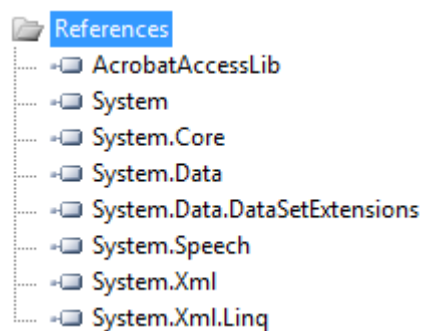 References
AcrobatAccessLib
System
System.Core
System.Data
System.Data.DataSetExtensions
System.Speech
System.Xml
System.Xml.Linq